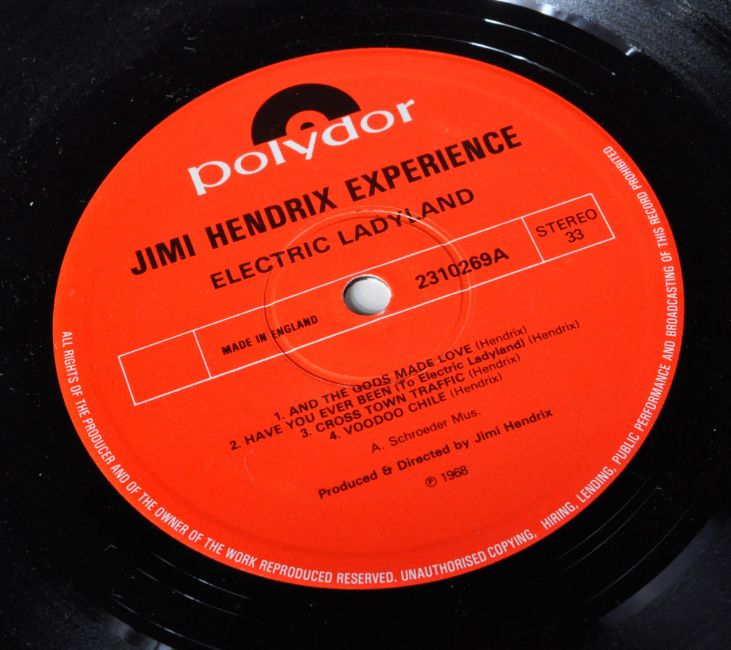 polydor
JIMI HENDRIX EXPERIENCE
ELECTRIC LADYLAND
MADE IN ENGLAND
2310269A
STEREO
33
1. AND THE GODS MADE LOVE (Hendrix)
2. HAVE YOU EVER BEEN (To Electric Ladyland) (Hendrix)
3. CROSS TOWN TRAFFIC (Hendrix)
4. VOODOO CHILE (Hendrix)
A. Schroeder Mus.
Produced & Directed by Jimi Hendrix
℗ 1968
ALL RIGHTS OF THE PRODUCER AND OF THE OWNER OF THE WORK REPRODUCED RESERVED. UNAUTHORISED COPYING, HIRING, LENDING, PUBLIC PERFORMANCE AND BROADCASTING OF THIS RECORD PROHIBITED